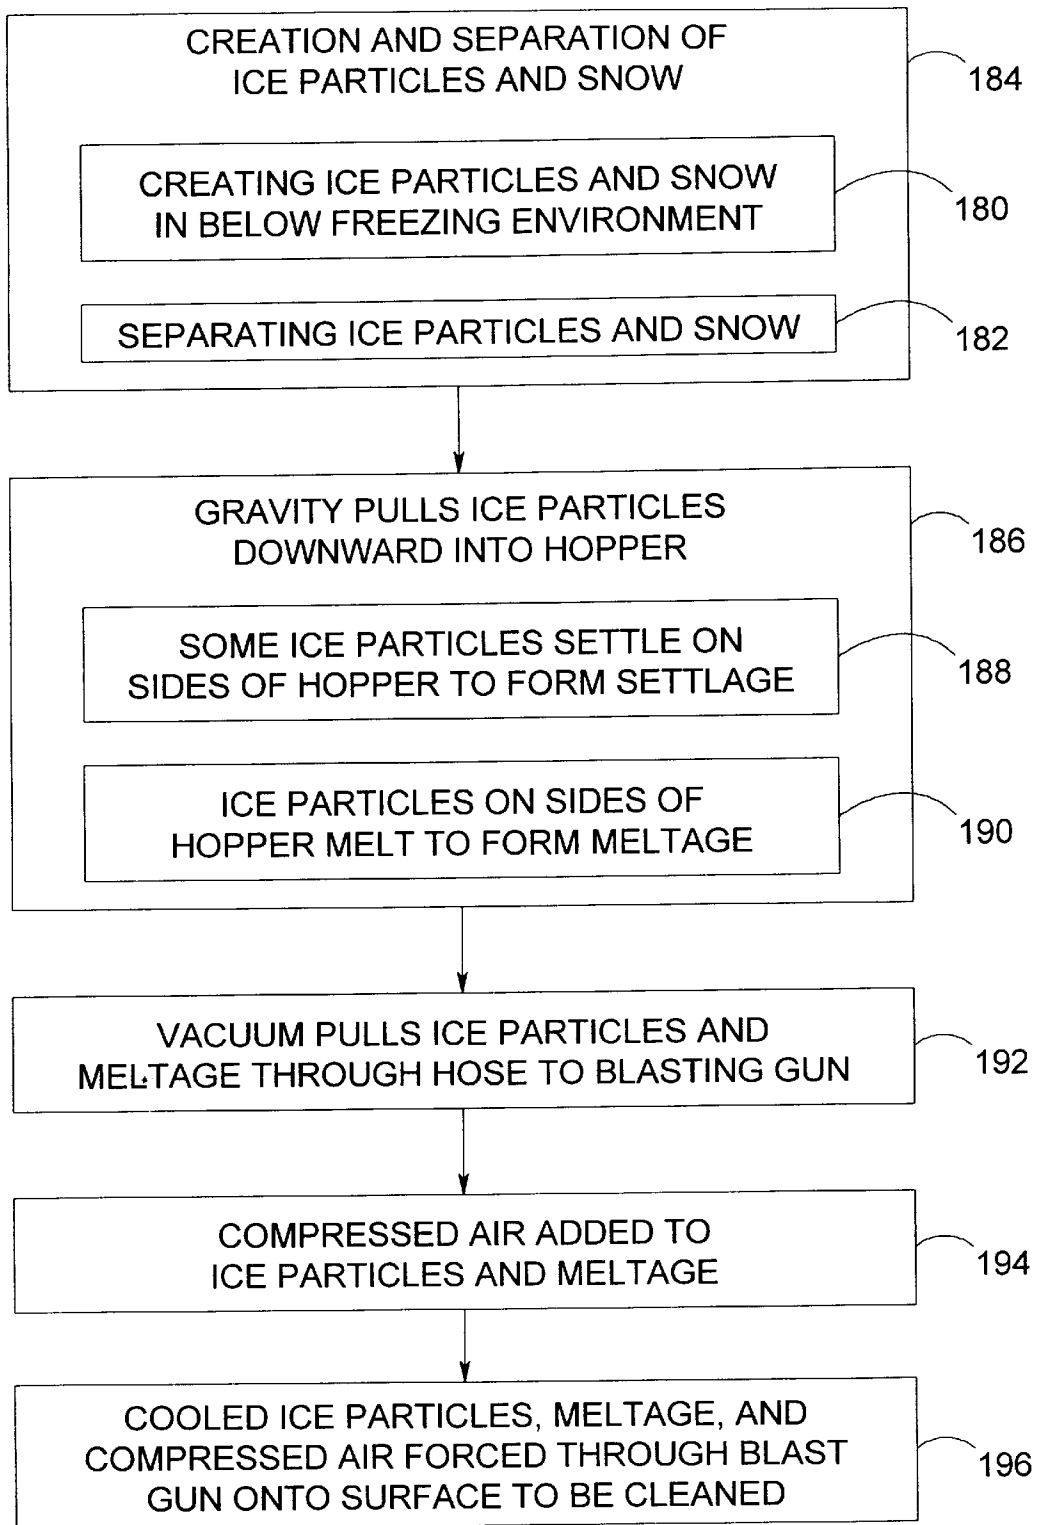 CREATION AND SEPARATION OF
ICE PARTICLES AND SNOW
184
CREATING ICE PARTICLES AND SNOW
IN BELOW FREEZING ENVIRONMENT
180
SEPARATING ICE PARTICLES AND SNOW
182
GRAVITY PULLS ICE PARTICLES
DOWNWARD INTO HOPPER
186
SOME ICE PARTICLES SETTLE ON
SIDES OF HOPPER TO FORM SETTLAGE
188
ICE PARTICLES ON SIDES OF
HOPPER MELT TO FORM MELTAGE
190
VACUUM PULLS ICE PARTICLES AND
MELTAGE THROUGH HOSE TO BLASTING GUN
192
COMPRESSED AIR ADDED TO
ICE PARTICLES AND MELTAGE
194
COOLED ICE PARTICLES, MELTAGE, AND
COMPRESSED AIR FORCED THROUGH BLAST
GUN ONTO SURFACE TO BE CLEANED
196